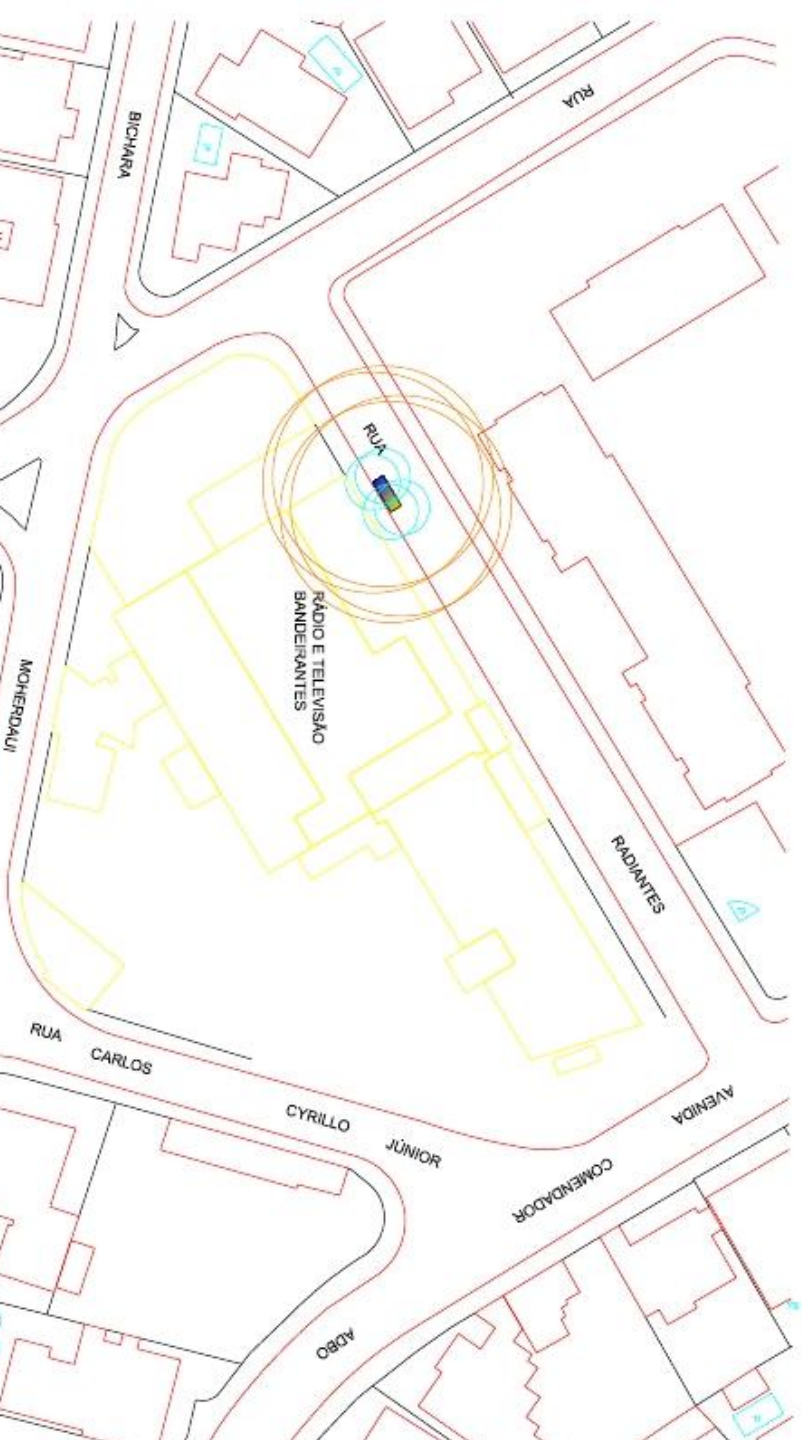 RUA
BICHARA
RUA
RÁDIO E TELEVISÃO
BANDEIRANTES
MOHERDAUI
RADIANTES
RUA
CARLOS
CYRILLO
JÚNIOR
AVENIDA
COMENDADOR
ADBO